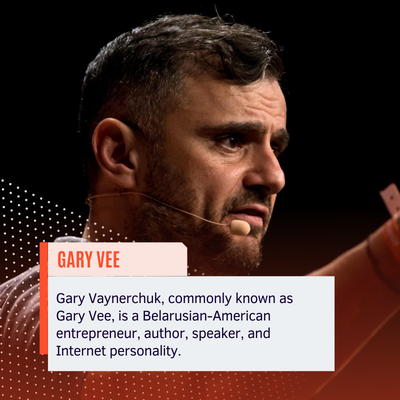 GARY VEE
Gary Vaynerchuk, commonly known as
Gary Vee, is a Belarusian-American
entrepreneur, author, speaker, and
Internet personality.